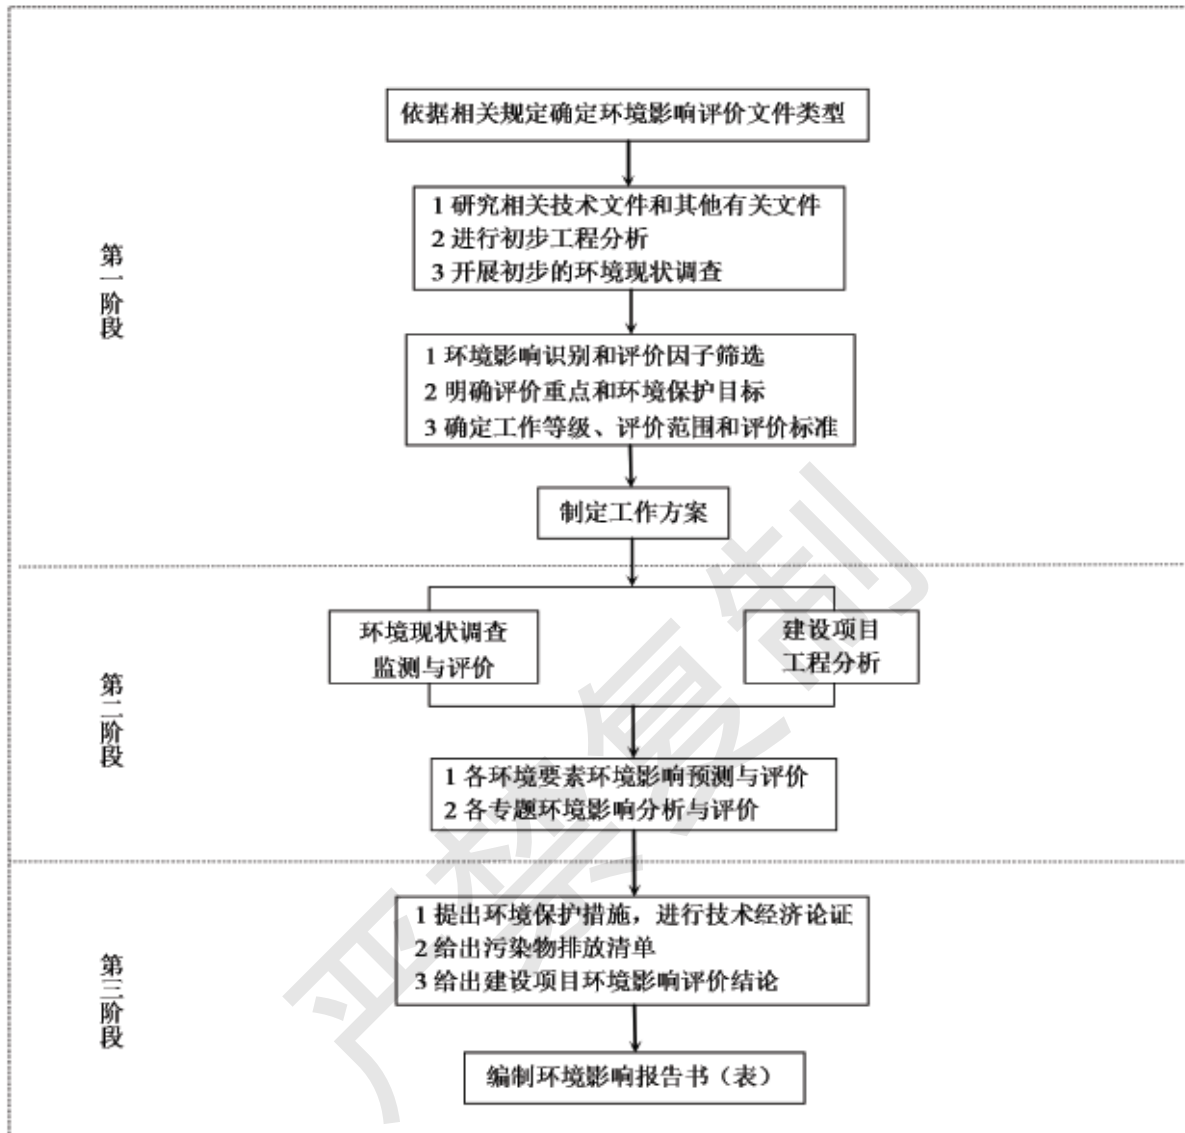 依据相关规定确定环境影响评价文件类型
1 研究相关技术文件和其他有关文件
2 进行初步工程分析
3 开展初步的环境现状调查
第一阶段
1 环境影响识别和评价因子筛选
2 明确评价重点和环境保护目标
3 确定工作等级、评价范围和评价标准
制定工作方案
环境现状调查
监测与评价
建设项目
工程分析
第二阶段
1 各环境要素环境影响预测与评价
2 各专题环境影响分析与评价
1 提出环境保护措施，进行技术经济论证
2 给出污染物排放清单
3 给出建设项目环境影响评价结论
第三阶段
编制环境影响报告书（表）
严禁复制